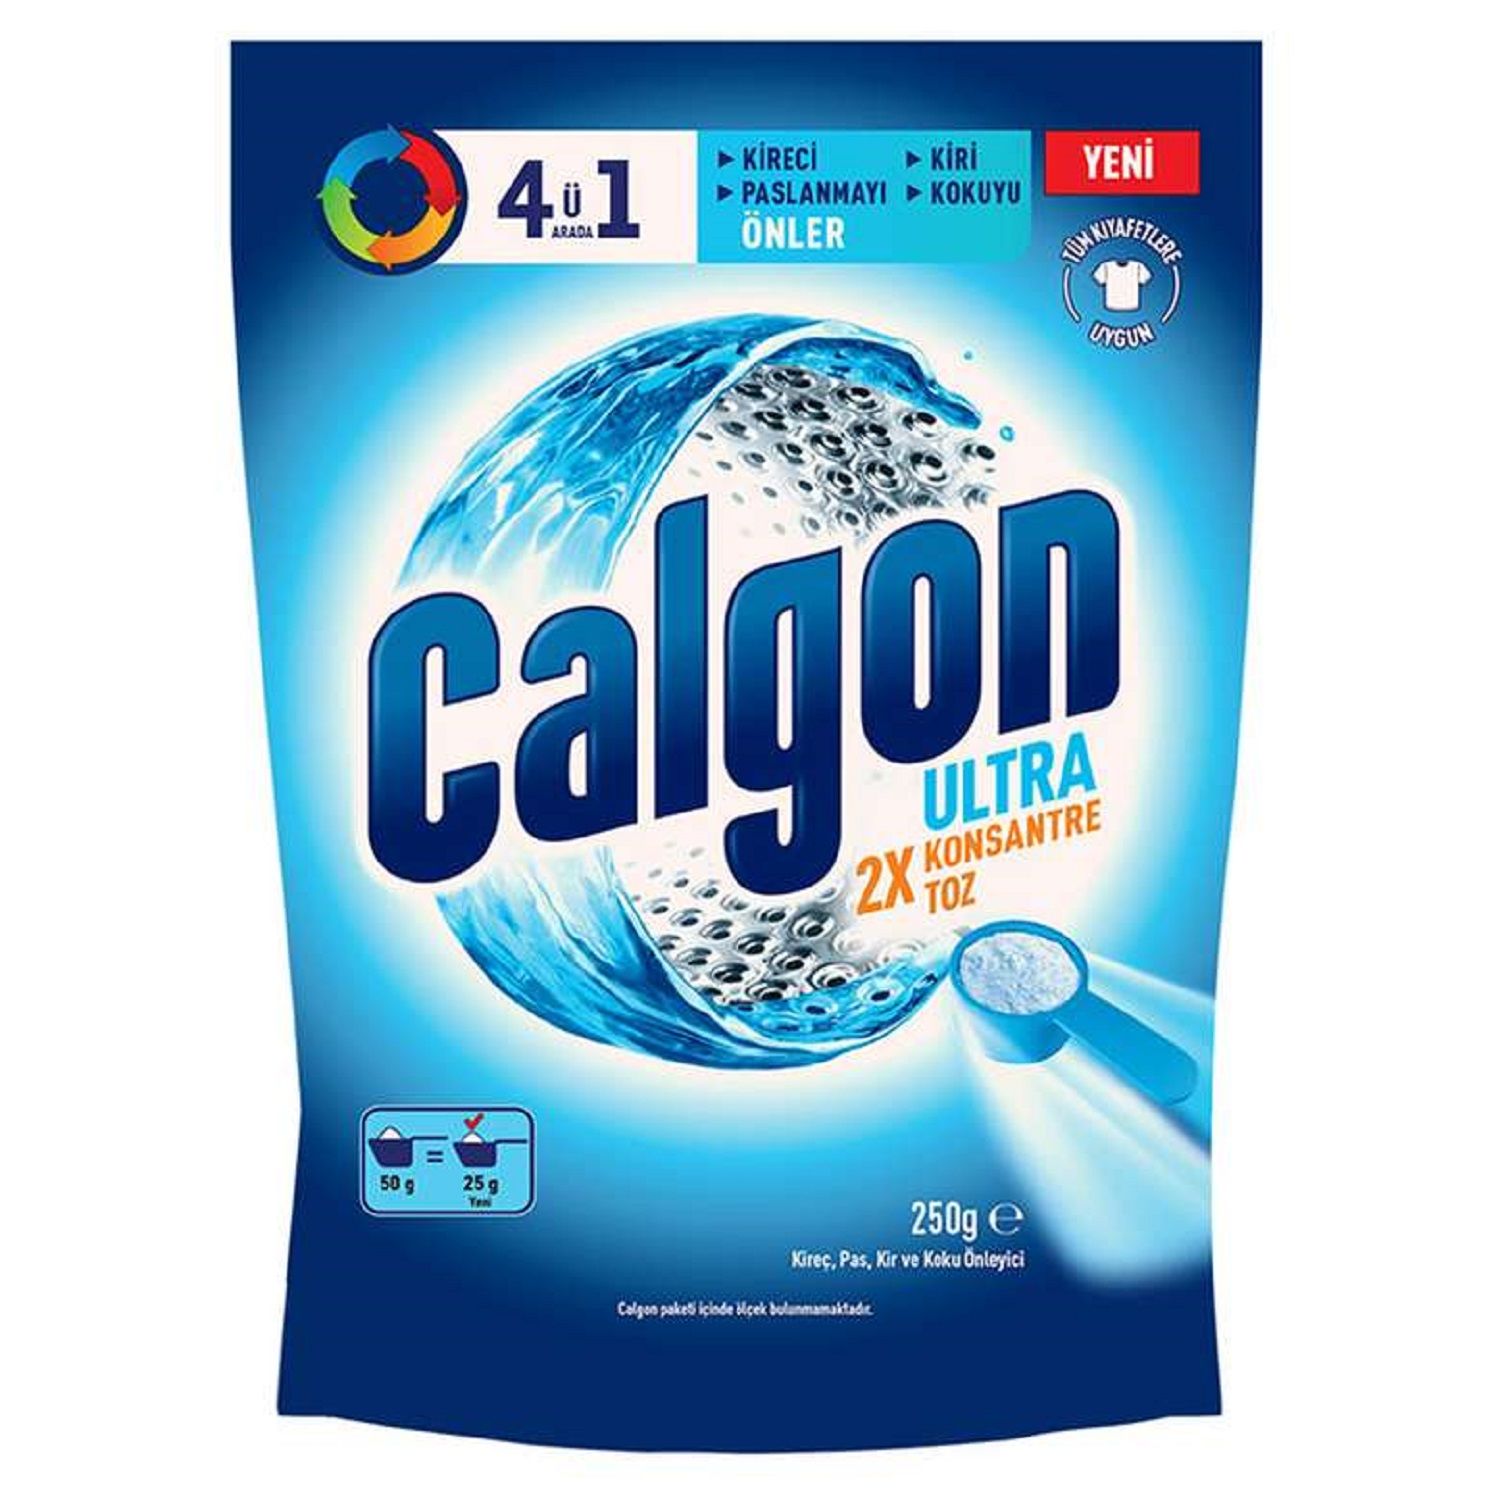 4 Ü ARADA 1
KİRECİ
KİRİ
PASLANMAYI
KOKUYU
ÖNLER
YENİ
TÜM KIYAFETLERE
UYGUN
Calgon
ULTRA
2X KONSANTRE
TOZ
50 g = 25 g
Yeni
250g ℮
Kireç, Pas, Kir ve Koku Önleyici
Calgon paketi içinde ölçek bulunmamaktadır.